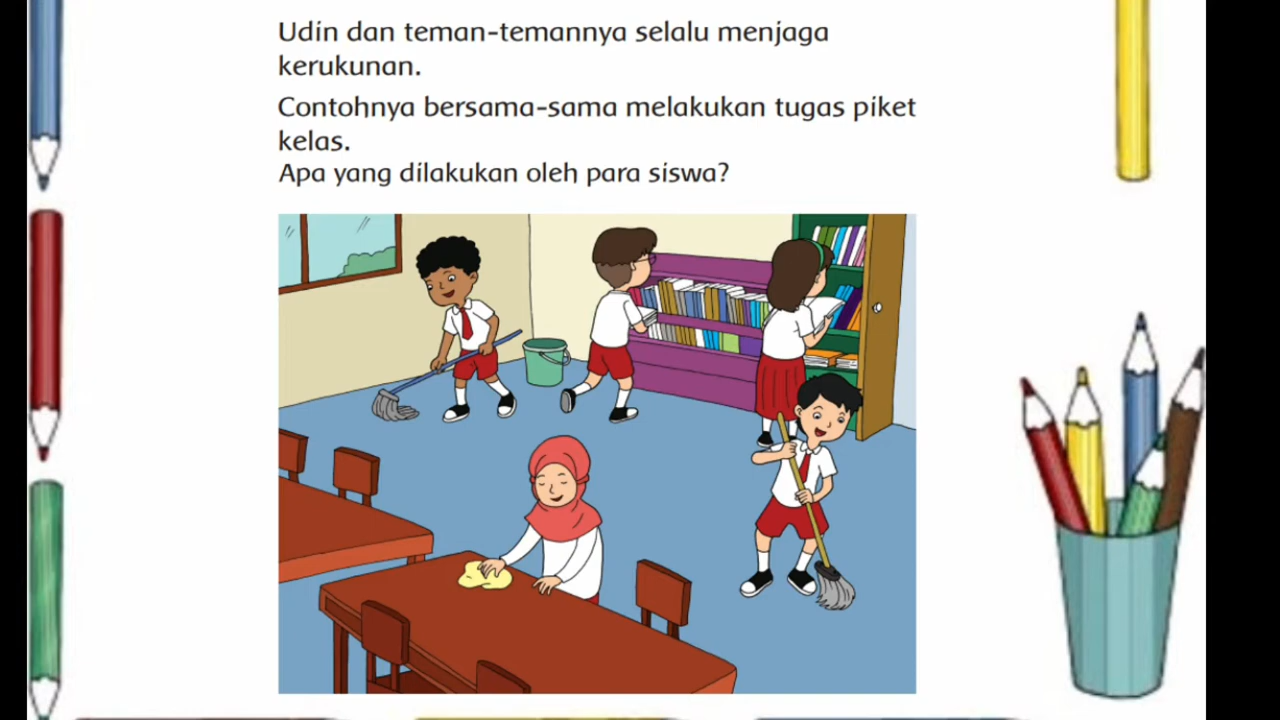 Udin dan teman-temannya selalu menjaga
kerukunan.
Contohnya bersama-sama melakukan tugas piket
kelas.
Apa yang dilakukan oleh para siswa?